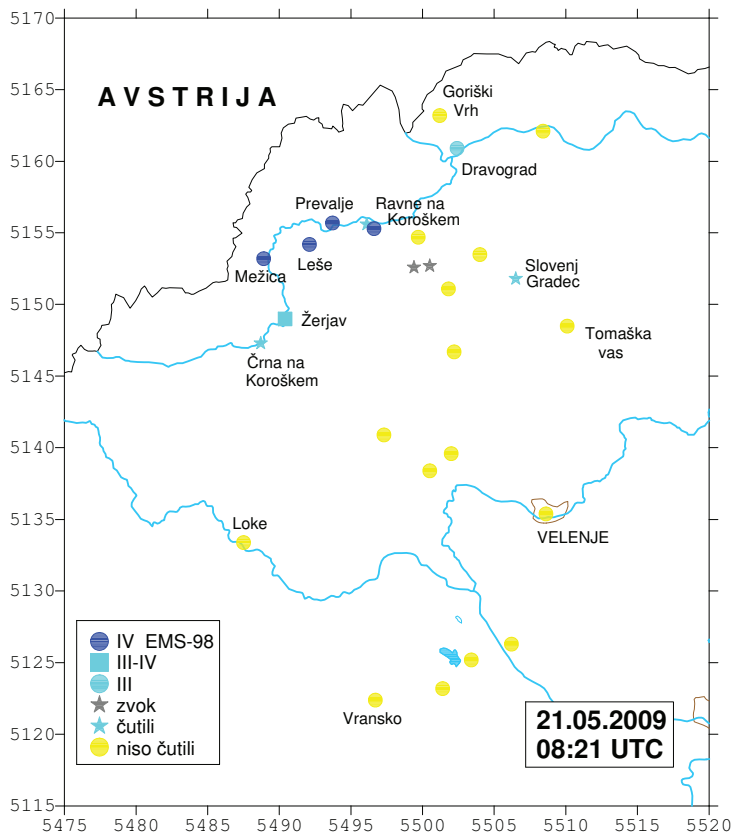 5170
5165
5160
5155
5150
5145
5140
5135
5130
5125
5120
5115
AVSTRIJA
Goriški
Vrh
Dravograd
Prevalje
Ravne na
Koroškem
Leše
Mežica
Slovenj
Gradec
Žerjav
Tomaška
vas
Črna na
Koroškem
Loke
VELENJE
Vransko
IV EMS-98
III-IV
III
zvok
čutili
niso čutili
21.05.2009
08:21 UTC
5475 5480 5485 5490 5495 5500 5505 5510 5515 5520